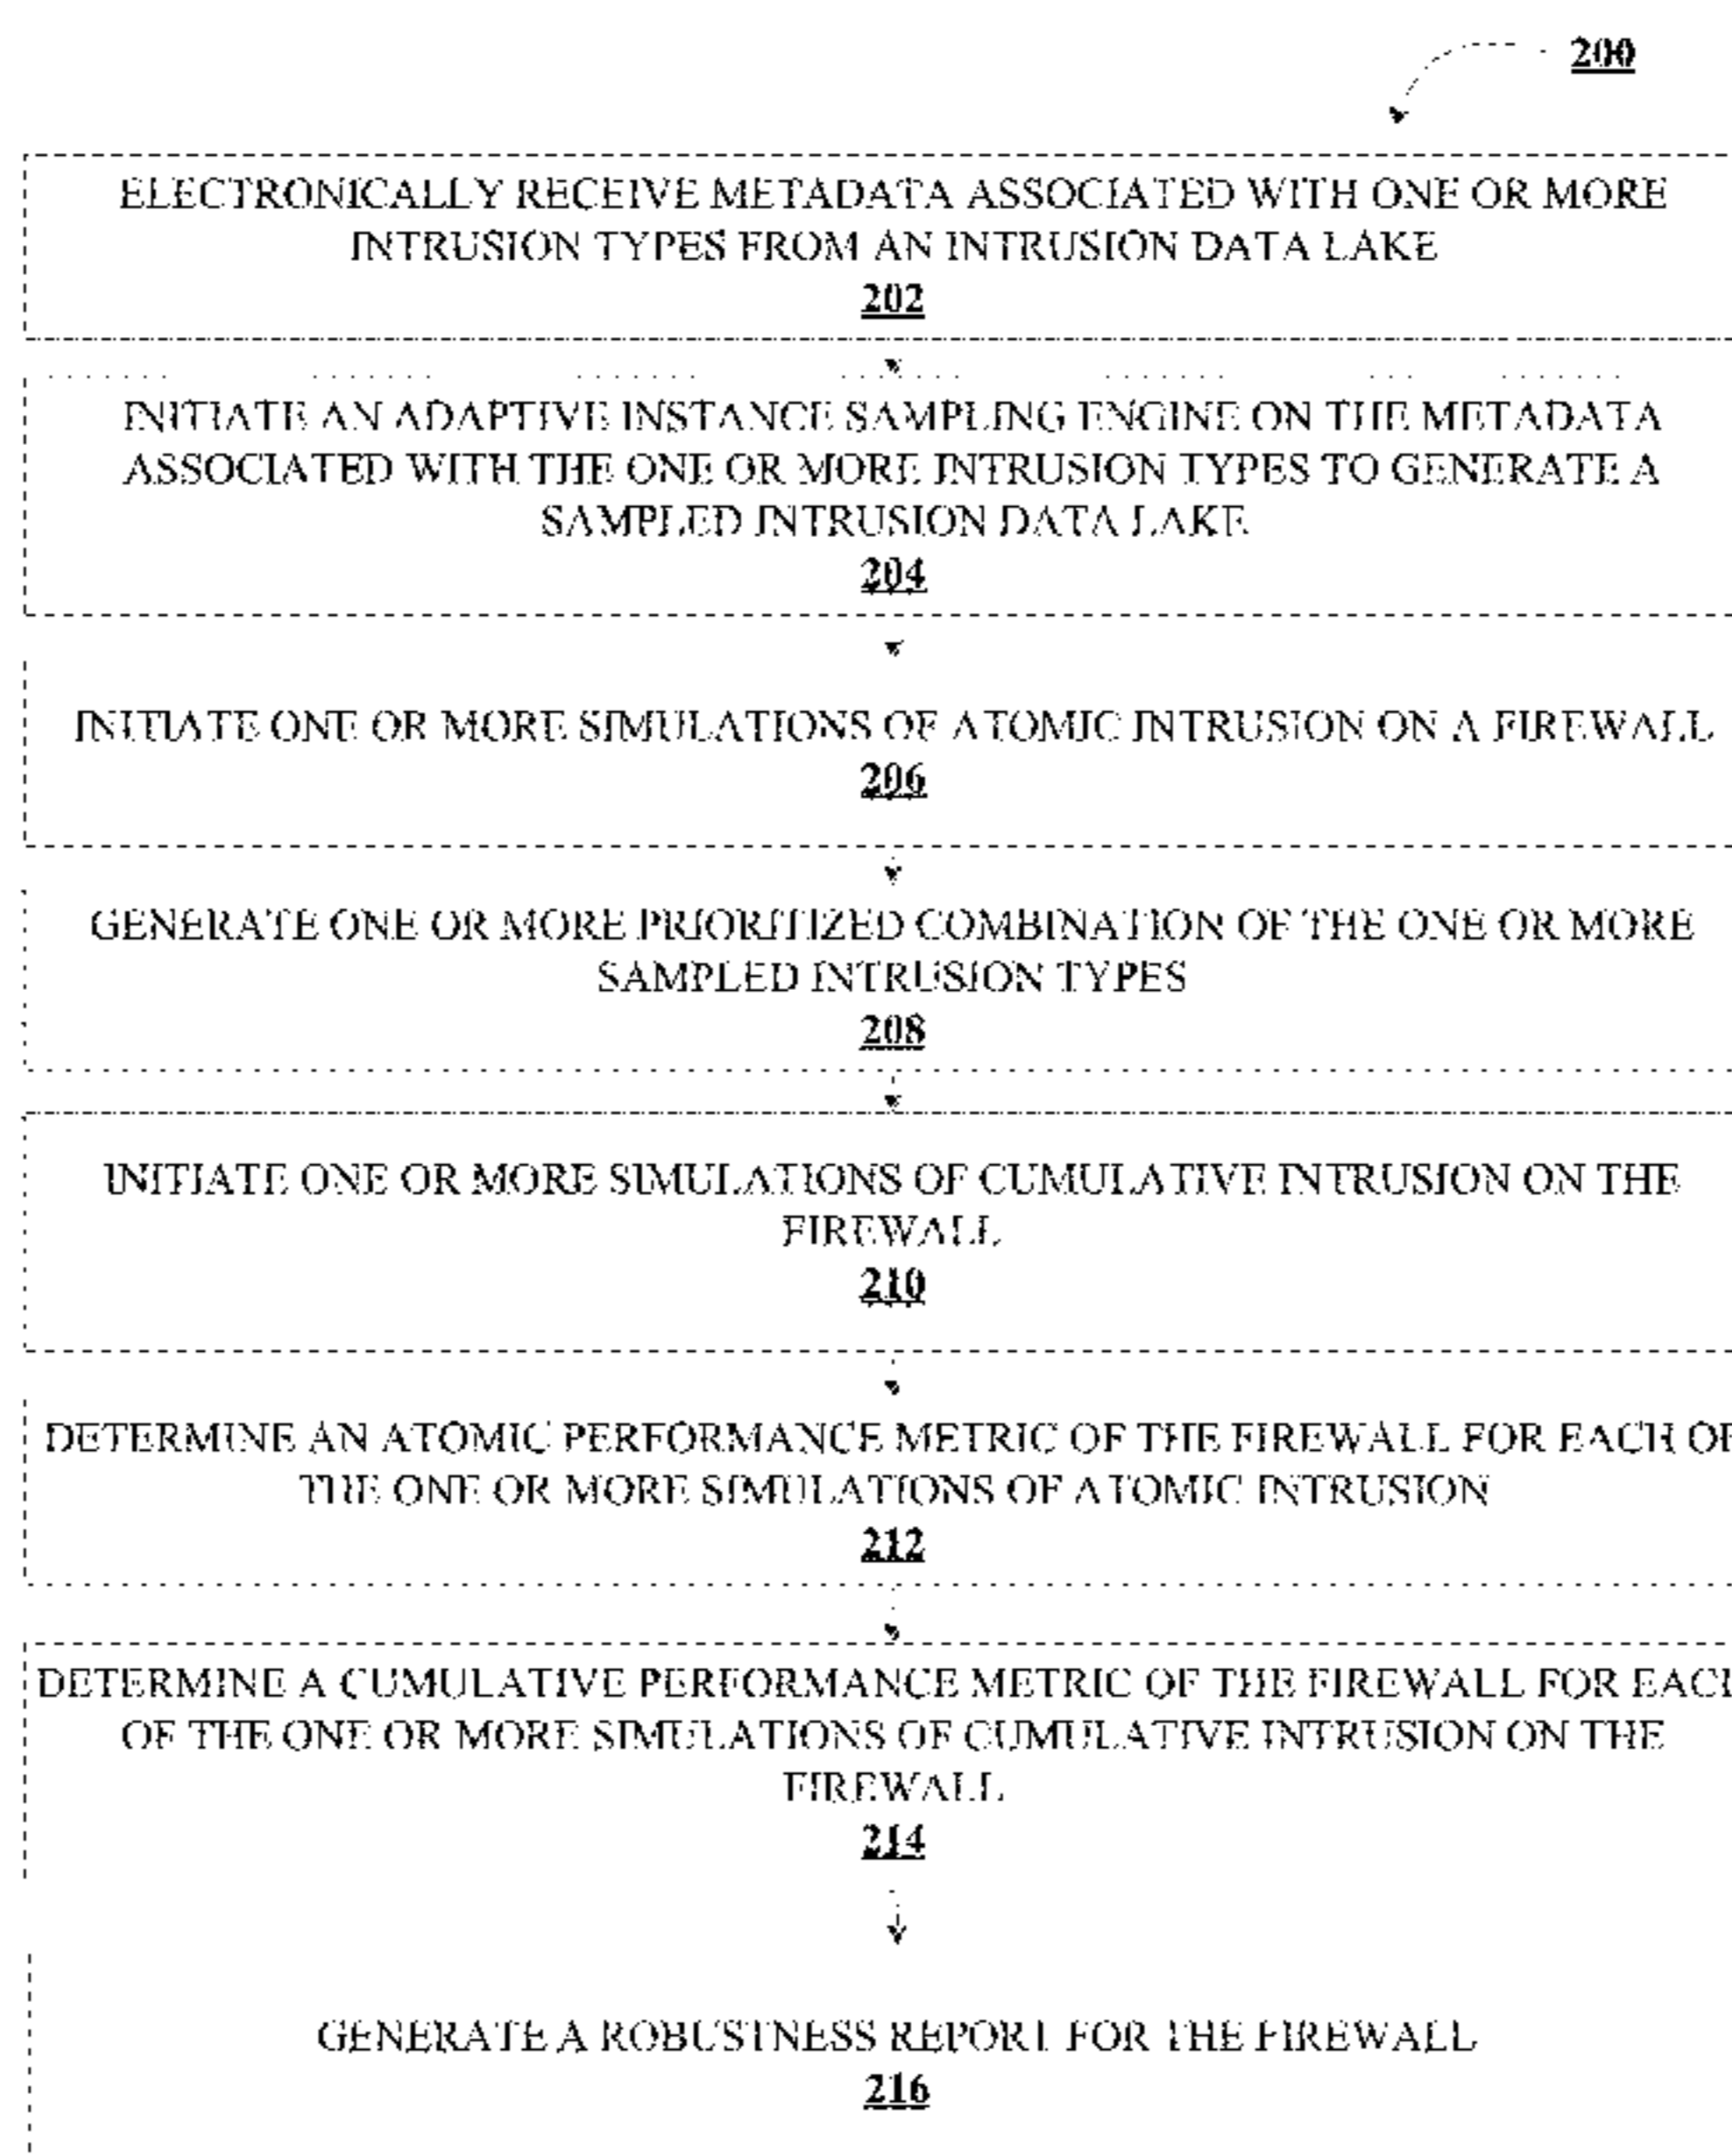 200
ELECTRONICALLY RECEIVE METADATA ASSOCIATED WITH ONE OR MORE
INTRUSION TYPES FROM AN INTRUSION DATA LAKE
202
INITIATE AN ADAPTIVE INSTANCE SAMPLING ENGINE ON THE METADATA
ASSOCIATED WITH THE ONE OR MORE INTRUSION TYPES TO GENERATE A
SAMPLED INTRUSION DATA LAKE
204
INITIATE ONE OR MORE SIMULATIONS OF ATOMIC INTRUSION ON A FIREWALL
206
GENERATE ONE OR MORE PRIORITIZED COMBINATION OF THE ONE OR MORE
SAMPLED INTRUSION TYPES
208
INITIATE ONE OR MORE SIMULATIONS OF CUMULATIVE INTRUSION ON THE
FIREWALL
210
DETERMINE AN ATOMIC PERFORMANCE METRIC OF THE FIREWALL FOR EACH OF
THE ONE OR MORE SIMULATIONS OF ATOMIC INTRUSION
212
DETERMINE A CUMULATIVE PERFORMANCE METRIC OF THE FIREWALL FOR EACH
OF THE ONE OR MORE SIMULATIONS OF CUMULATIVE INTRUSION ON THE
FIREWALL
214
GENERATE A ROBUSTNESS REPORT FOR THE FIREWALL
216